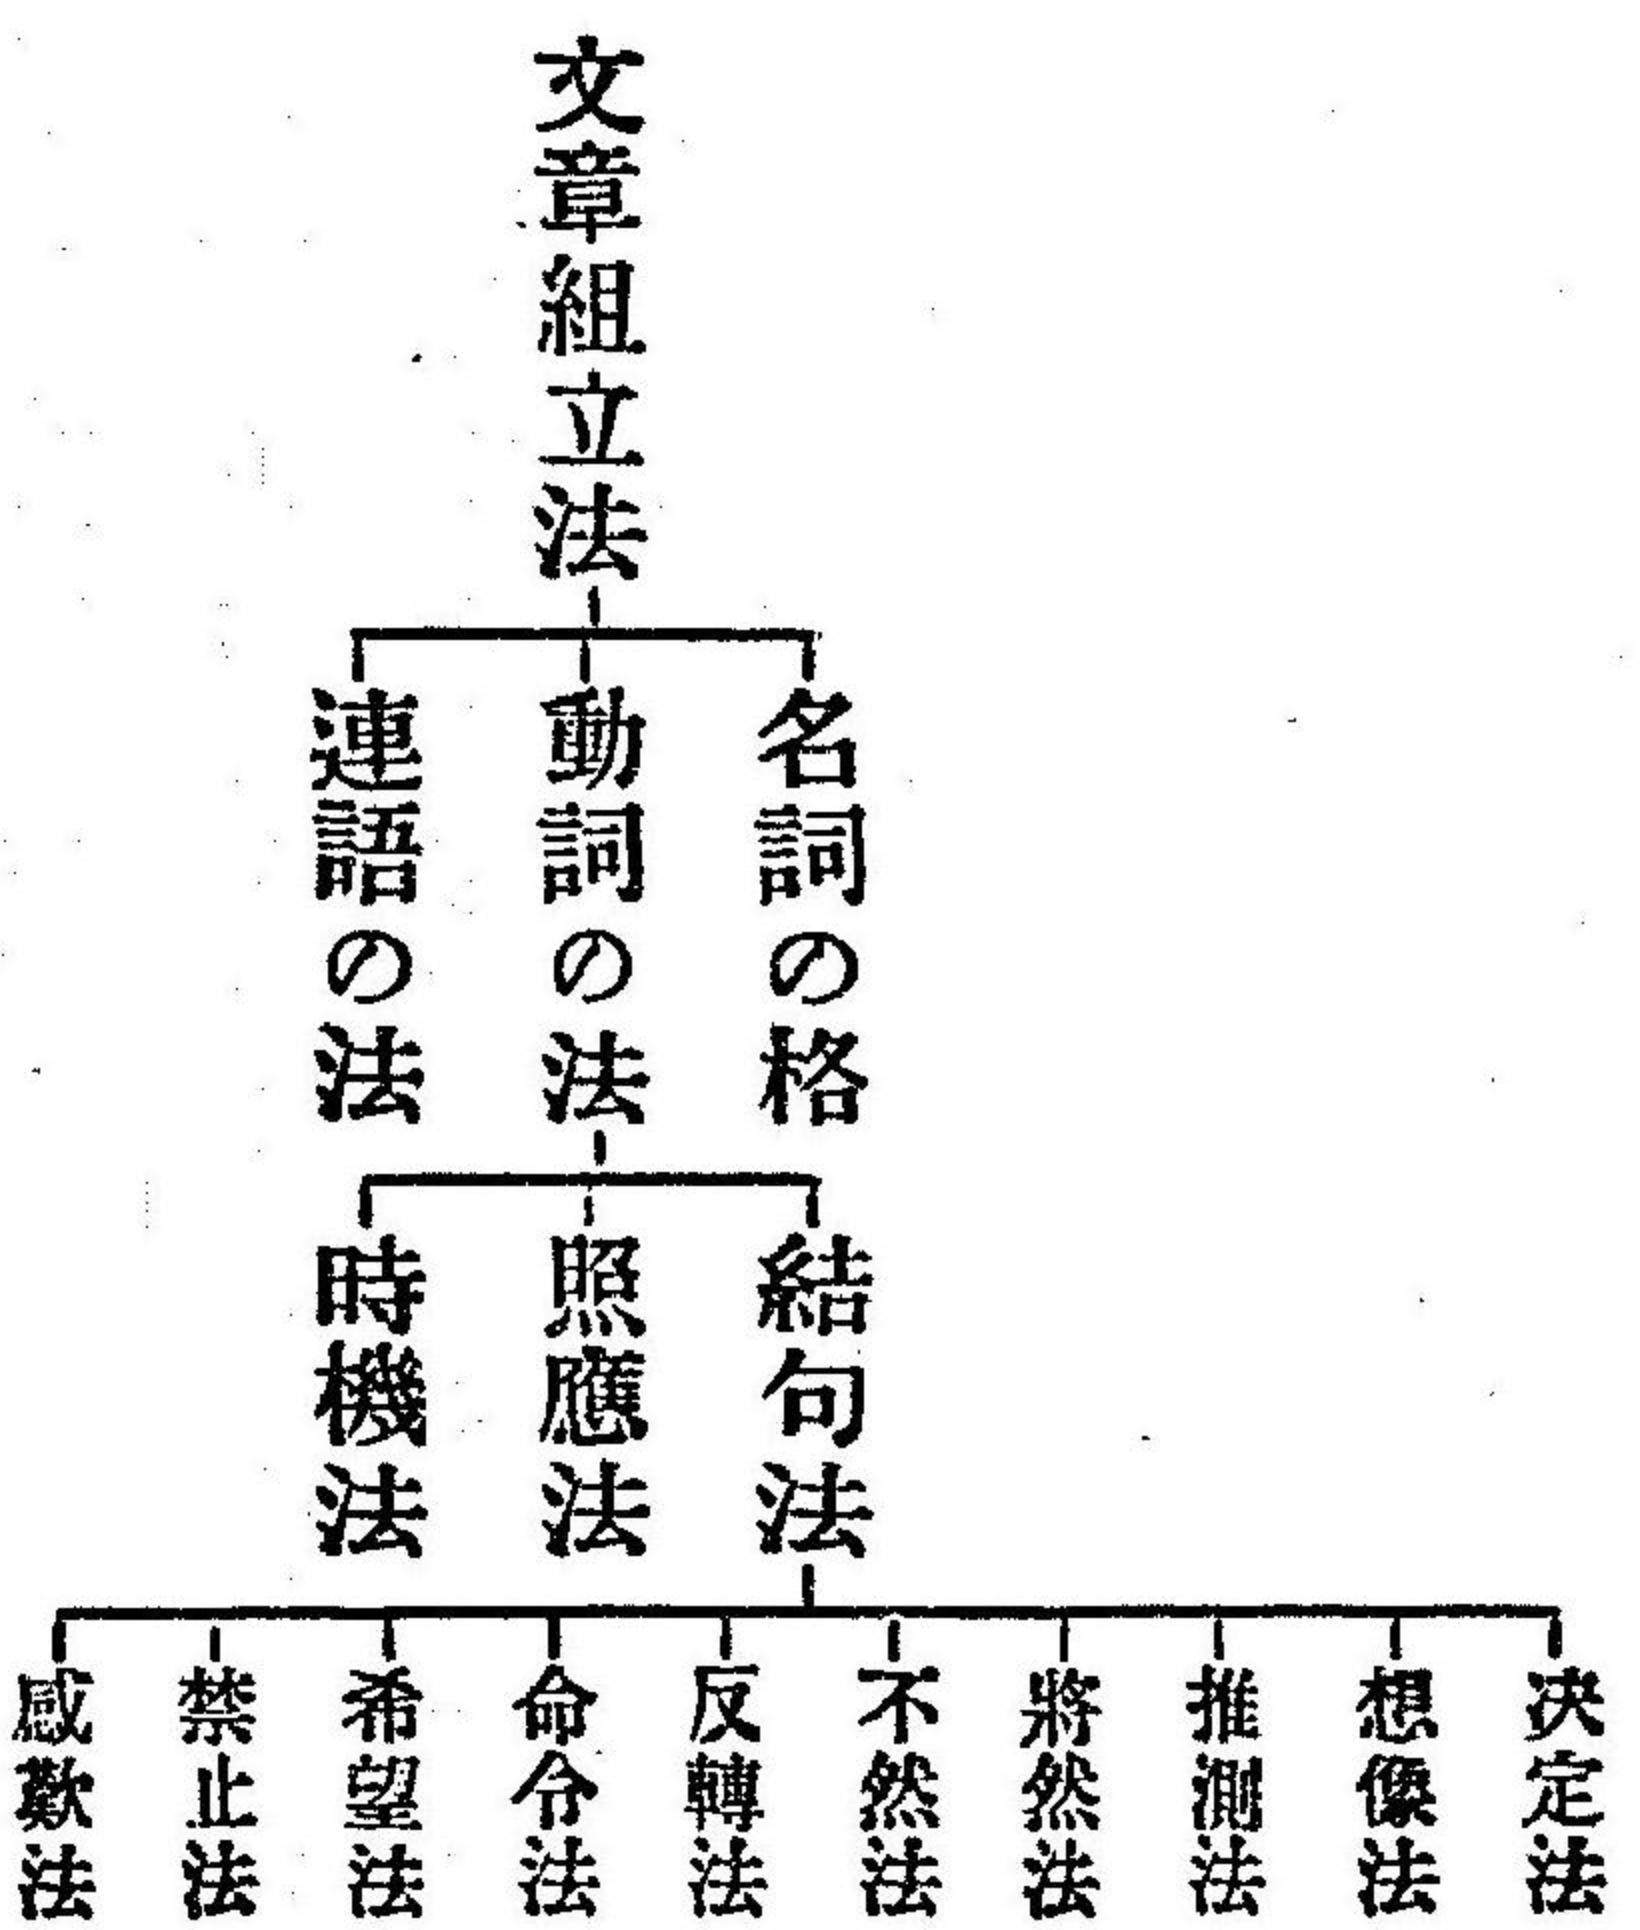 文章組立法
名詞の格
動詞の法
連語の法
結句法
照應法
時機法
決定法
想像法
推測法
將然法
不然法
反轉法
命令法
希望法
禁止法
感歎法